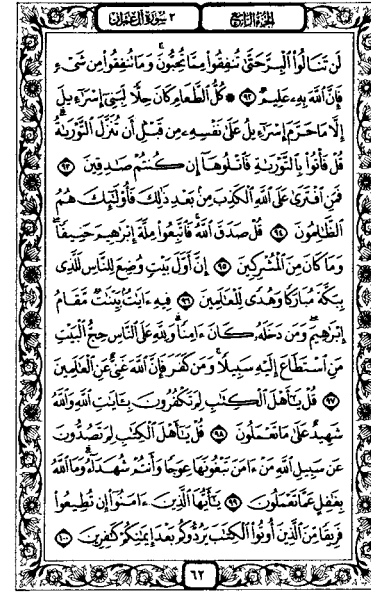 الجزء الرابع ٣ سورة آل عمران
لَن تَنَالُوا۟ ٱلْبِرَّ حَتَّىٰ تُنفِقُوا۟ مِمَّا تُحِبُّونَ ۚ وَمَا تُنفِقُوا۟ مِن شَىْءٍ
فَإِنَّ ٱللَّهَ بِهِۦ عَلِيمٌ ٩٢ ۞ كُلُّ ٱلطَّعَامِ كَانَ حِلًّا لِّبَنِىٓ إِسْرَٰٓءِيلَ
إِلَّا مَا حَرَّمَ إِسْرَٰٓءِيلُ عَلَىٰ نَفْسِهِۦ مِن قَبْلِ أَن تُنَزَّلَ ٱلتَّوْرَىٰةُ ۗ
قُلْ فَأْتُوا۟ بِٱلتَّوْرَىٰةِ فَٱتْلُوهَآ إِن كُنتُمْ صَٰدِقِينَ ٩٣
فَمَنِ ٱفْتَرَىٰ عَلَى ٱللَّهِ ٱلْكَذِبَ مِنۢ بَعْدِ ذَٰلِكَ فَأُو۟لَٰٓئِكَ هُمُ
ٱلظَّٰلِمُونَ ٩٤ قُلْ صَدَقَ ٱللَّهُ ۗ فَٱتَّبِعُوا۟ مِلَّةَ إِبْرَٰهِيمَ حَنِيفًا ۖ
وَمَا كَانَ مِنَ ٱلْمُشْرِكِينَ ٩٥ إِنَّ أَوَّلَ بَيْتٍ وُضِعَ لِلنَّاسِ لَلَّذِى
بِبَكَّةَ مُبَارَكًا وَهُدًى لِّلْعَٰلَمِينَ ٩٦ فِيهِ ءَايَٰتٌۢ بَيِّنَٰتٌ مَّقَامُ
إِبْرَٰهِيمَ ۖ وَمَن دَخَلَهُۥ كَانَ ءَامِنًا ۗ وَلِلَّهِ عَلَى ٱلنَّاسِ حِجُّ ٱلْبَيْتِ
مَنِ ٱسْتَطَاعَ إِلَيْهِ سَبِيلًا ۚ وَمَن كَفَرَ فَإِنَّ ٱللَّهَ غَنِىٌّ عَنِ ٱلْعَٰلَمِينَ
٩٧ قُلْ يَٰٓأَهْلَ ٱلْكِتَٰبِ لِمَ تَكْفُرُونَ بِـَٔايَٰتِ ٱللَّهِ وَٱللَّهُ
شَهِيدٌ عَلَىٰ مَا تَعْمَلُونَ ٩٨ قُلْ يَٰٓأَهْلَ ٱلْكِتَٰبِ لِمَ تَصُدُّونَ
عَن سَبِيلِ ٱللَّهِ مَنْ ءَامَنَ تَبْغُونَهَا عِوَجًا وَأَنتُمْ شُهَدَآءُ ۗ وَمَا ٱللَّهُ
بِغَٰفِلٍ عَمَّا تَعْمَلُونَ ٩٩ يَٰٓأَيُّهَا ٱلَّذِينَ ءَامَنُوٓا۟ إِن تُطِيعُوا۟
فَرِيقًا مِّنَ ٱلَّذِينَ أُوتُوا۟ ٱلْكِتَٰبَ يَرُدُّوكُم بَعْدَ إِيمَٰنِكُمْ كَٰفِرِينَ ١٠٠
٦٢